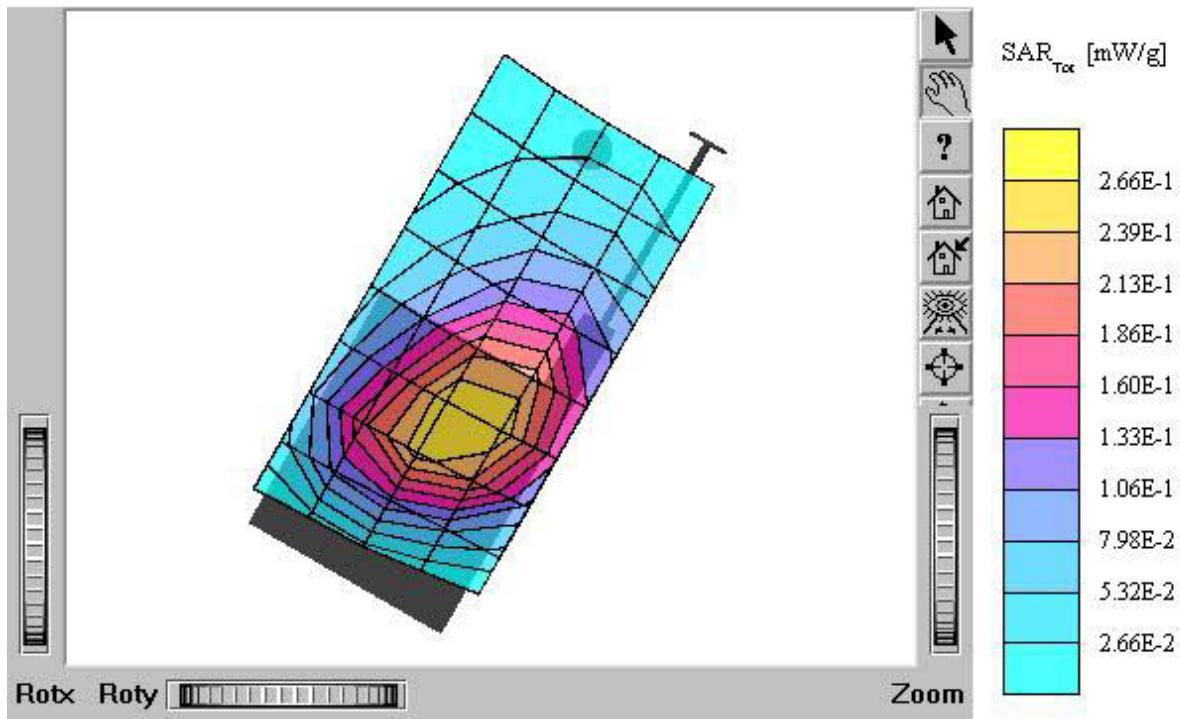 SAR_Tot [mW/g]
?
2.66E-1
2.39E-1
2.13E-1
1.86E-1
1.60E-1
1.33E-1
1.06E-1
7.98E-2
5.32E-2
2.66E-2
Rotx Roty Zoom